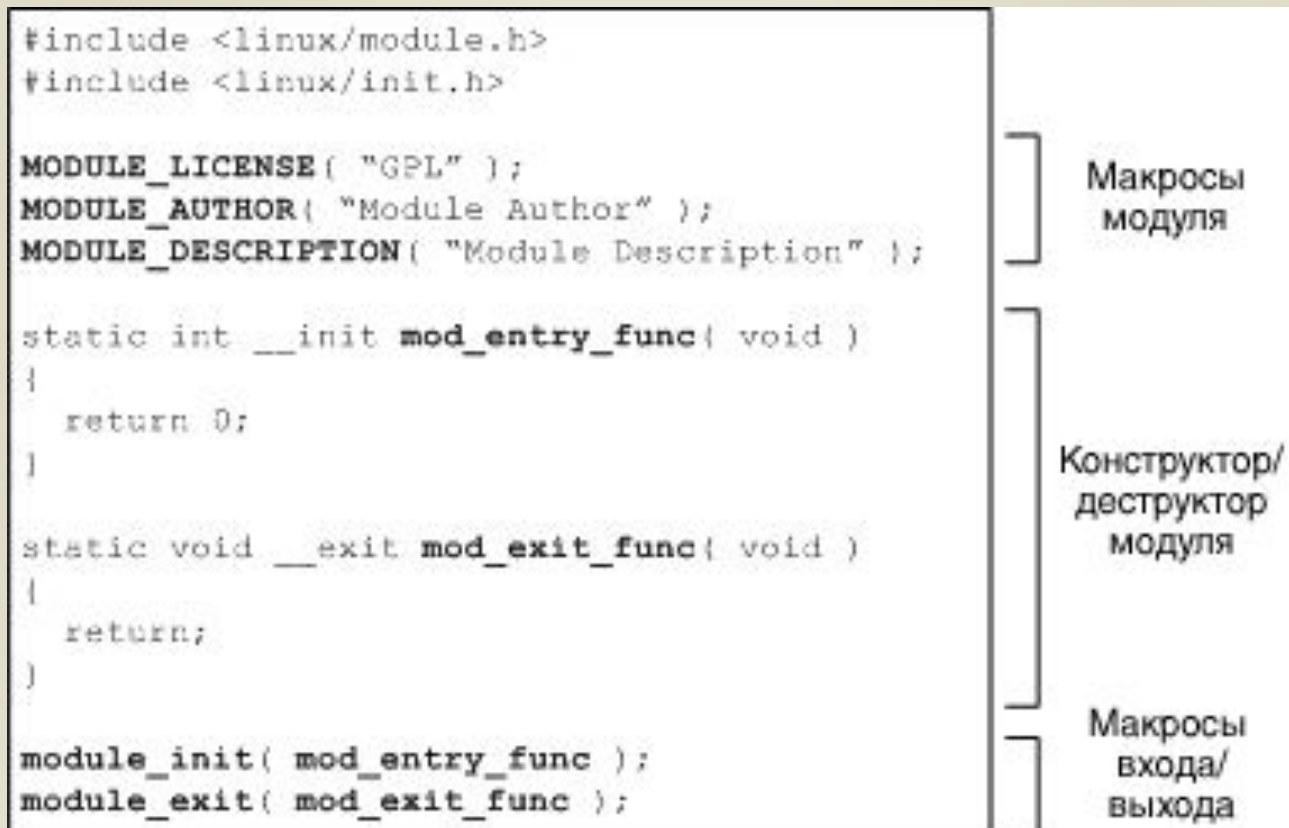 #include <linux/module.h>
#include <linux/init.h>
MODULE_LICENSE( “GPL” );
MODULE_AUTHOR( “Module Author” );
MODULE_DESCRIPTION( “Module Description” );
static int __init mod_entry_func( void )
{
return 0;
}
static void __exit mod_exit_func( void )
{
return;
}
module_init( mod_entry_func );
module_exit( mod_exit_func );
Макросы
модуля
Конструктор/
деструктор
модуля
Макросы
входа/
выхода